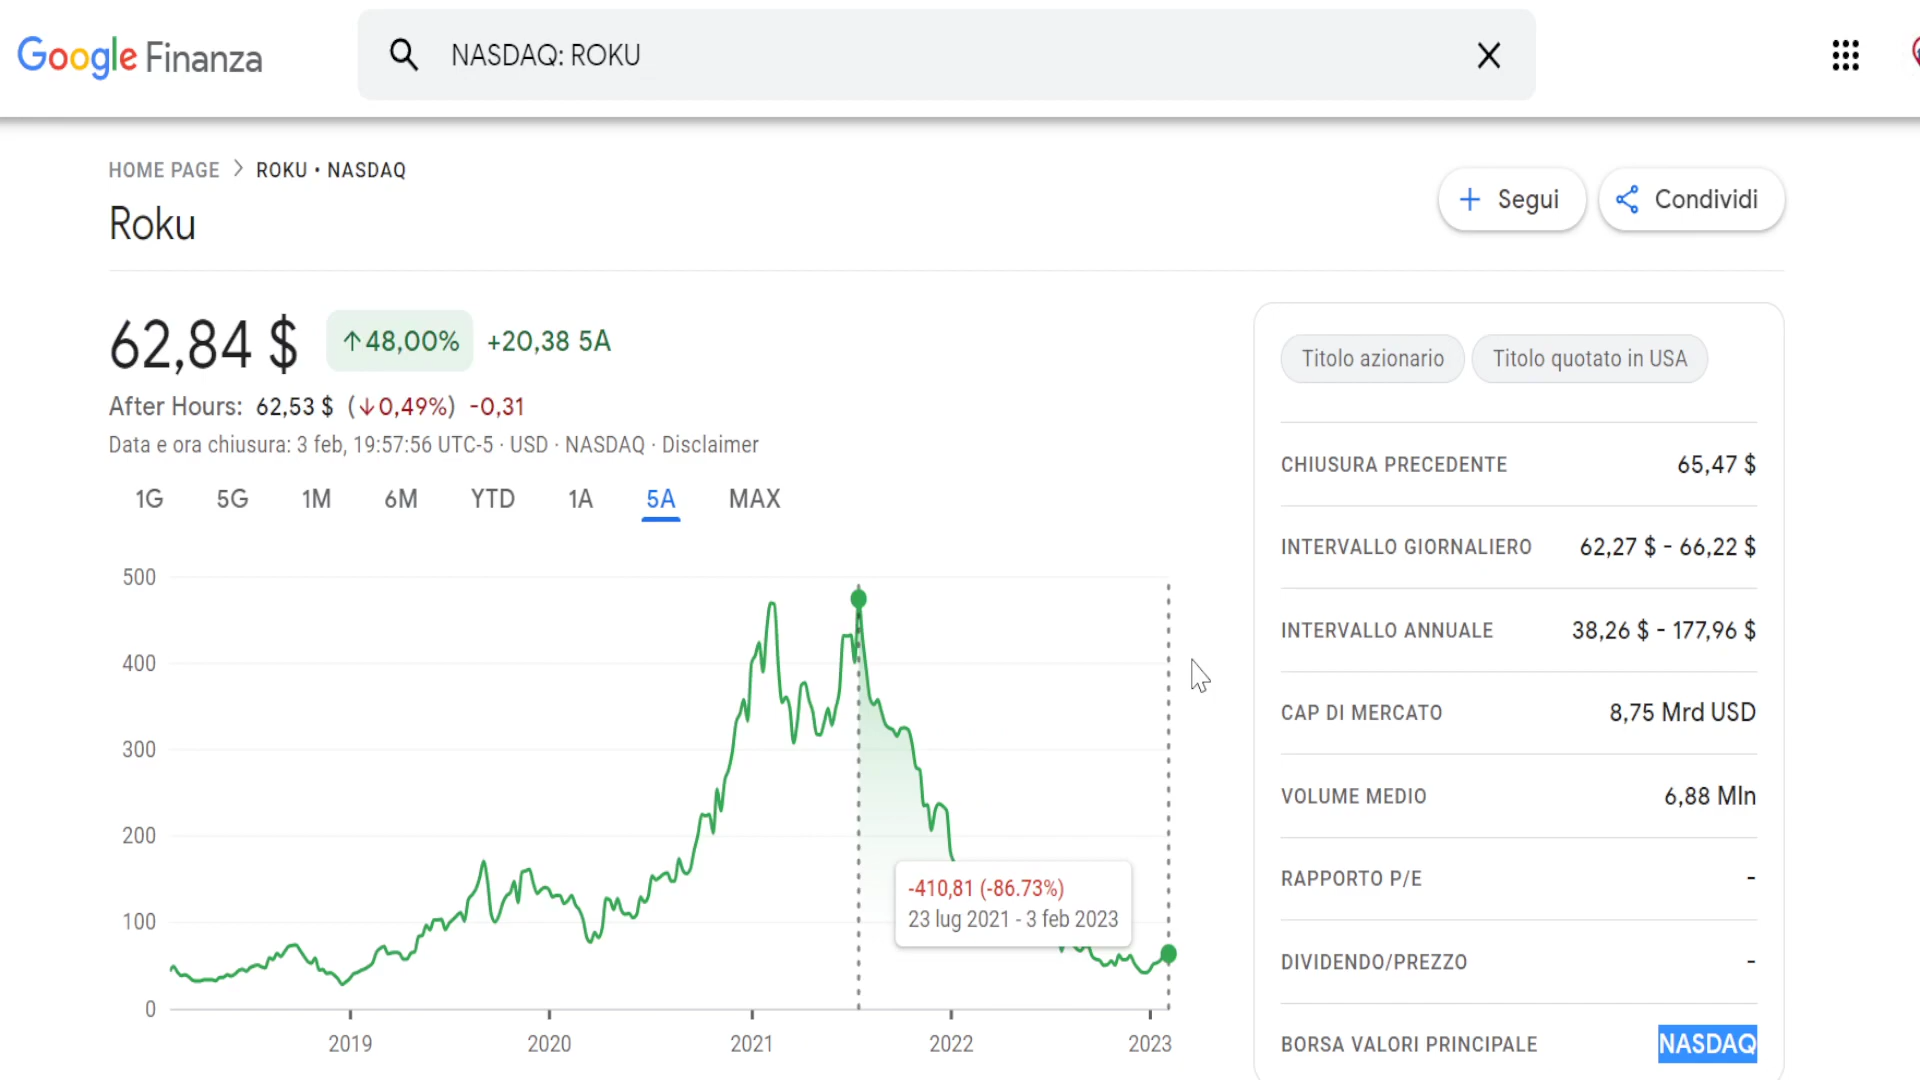 Google Finanza
NASDAQ: ROKU
HOME PAGE > ROKU • NASDAQ
Roku
Segui
Condividi
62,84 $ ↑48,00% +20,38 5A
After Hours: 62,53 $ (↓0,49%) -0,31
Data e ora chiusura: 3 feb, 19:57:56 UTC-5 · USD · NASDAQ · Disclaimer
1G 5G 1M 6M YTD 1A 5A MAX
500
400
300
200
100
0
-410,81 (-86.73%)
23 lug 2021 - 3 feb 2023
2019 2020 2021 2022 2023
Titolo azionario Titolo quotato in USA
CHIUSURA PRECEDENTE 65,47 $
INTERVALLO GIORNALIERO 62,27 $ - 66,22 $
INTERVALLO ANNUALE 38,26 $ - 177,96 $
CAP DI MERCATO 8,75 Mrd USD
VOLUME MEDIO 6,88 Mln
RAPPORTO P/E -
DIVIDENDO/PREZZO -
BORSA VALORI PRINCIPALE NASDAQ